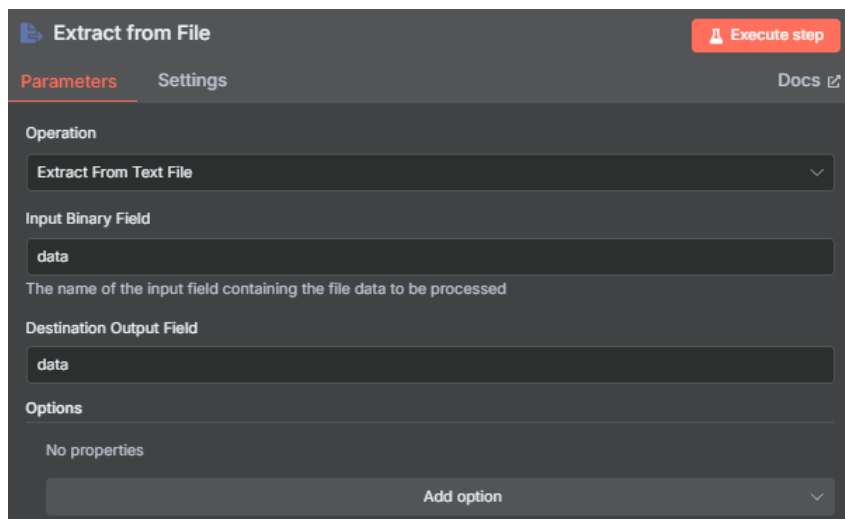 Extract from File
Execute step
Parameters
Settings
Docs
Operation
Extract From Text File
Input Binary Field
data
The name of the input field containing the file data to be processed
Destination Output Field
data
Options
No properties
Add option